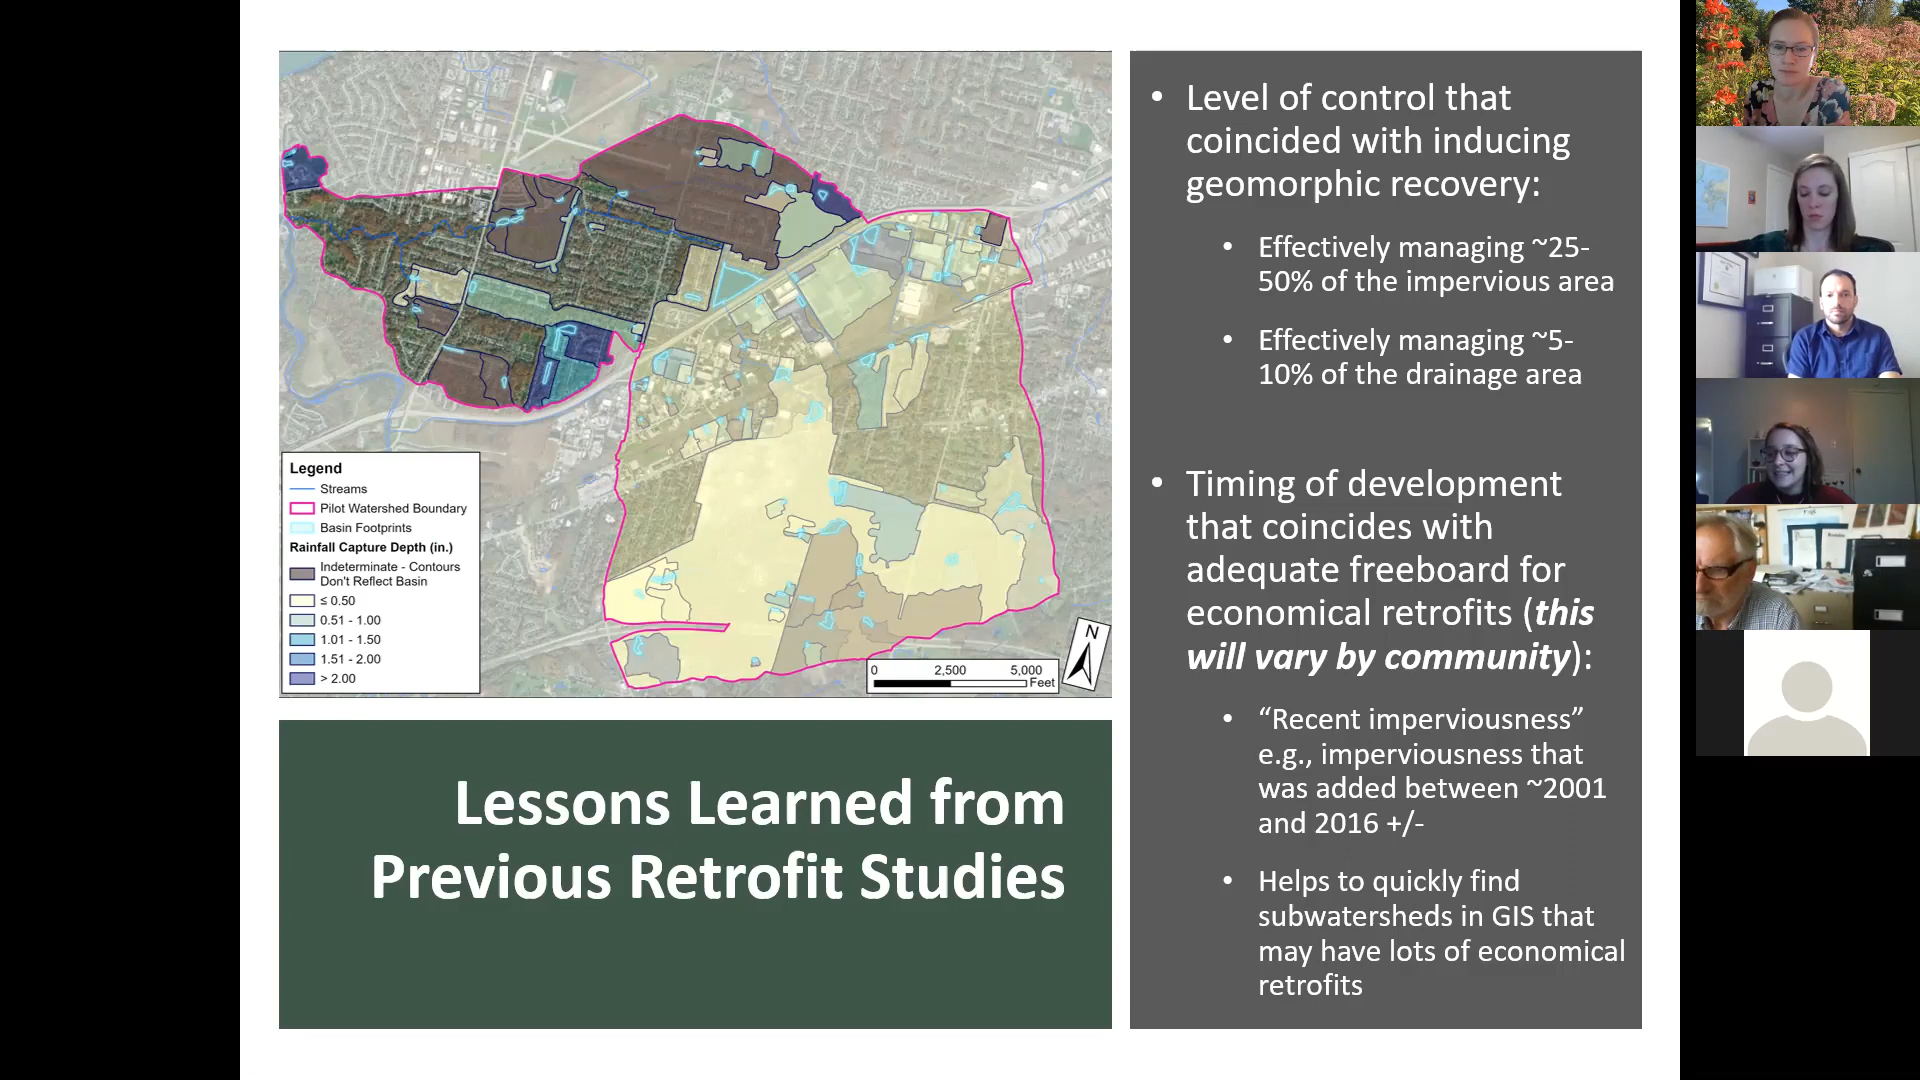 Legend
Streams
Pilot Watershed Boundary
Basin Footprints
Rainfall Capture Depth (in.)
Indeterminate - Contours
Don't Reflect Basin
≤ 0.50
0.51 - 1.00
1.01 - 1.50
1.51 - 2.00
> 2.00
0 2,500 5,000
Feet
N
Lessons Learned from
Previous Retrofit Studies
• Level of control that
coincided with inducing
geomorphic recovery:
• Effectively managing ~25-
50% of the impervious area
• Effectively managing ~5-
10% of the drainage area
• Timing of development
that coincides with
adequate freeboard for
economical retrofits (this
will vary by community):
• “Recent imperviousness”
e.g., imperviousness that
was added between ~2001
and 2016 +/-
• Helps to quickly find
subwatersheds in GIS that
may have lots of economical
retrofits